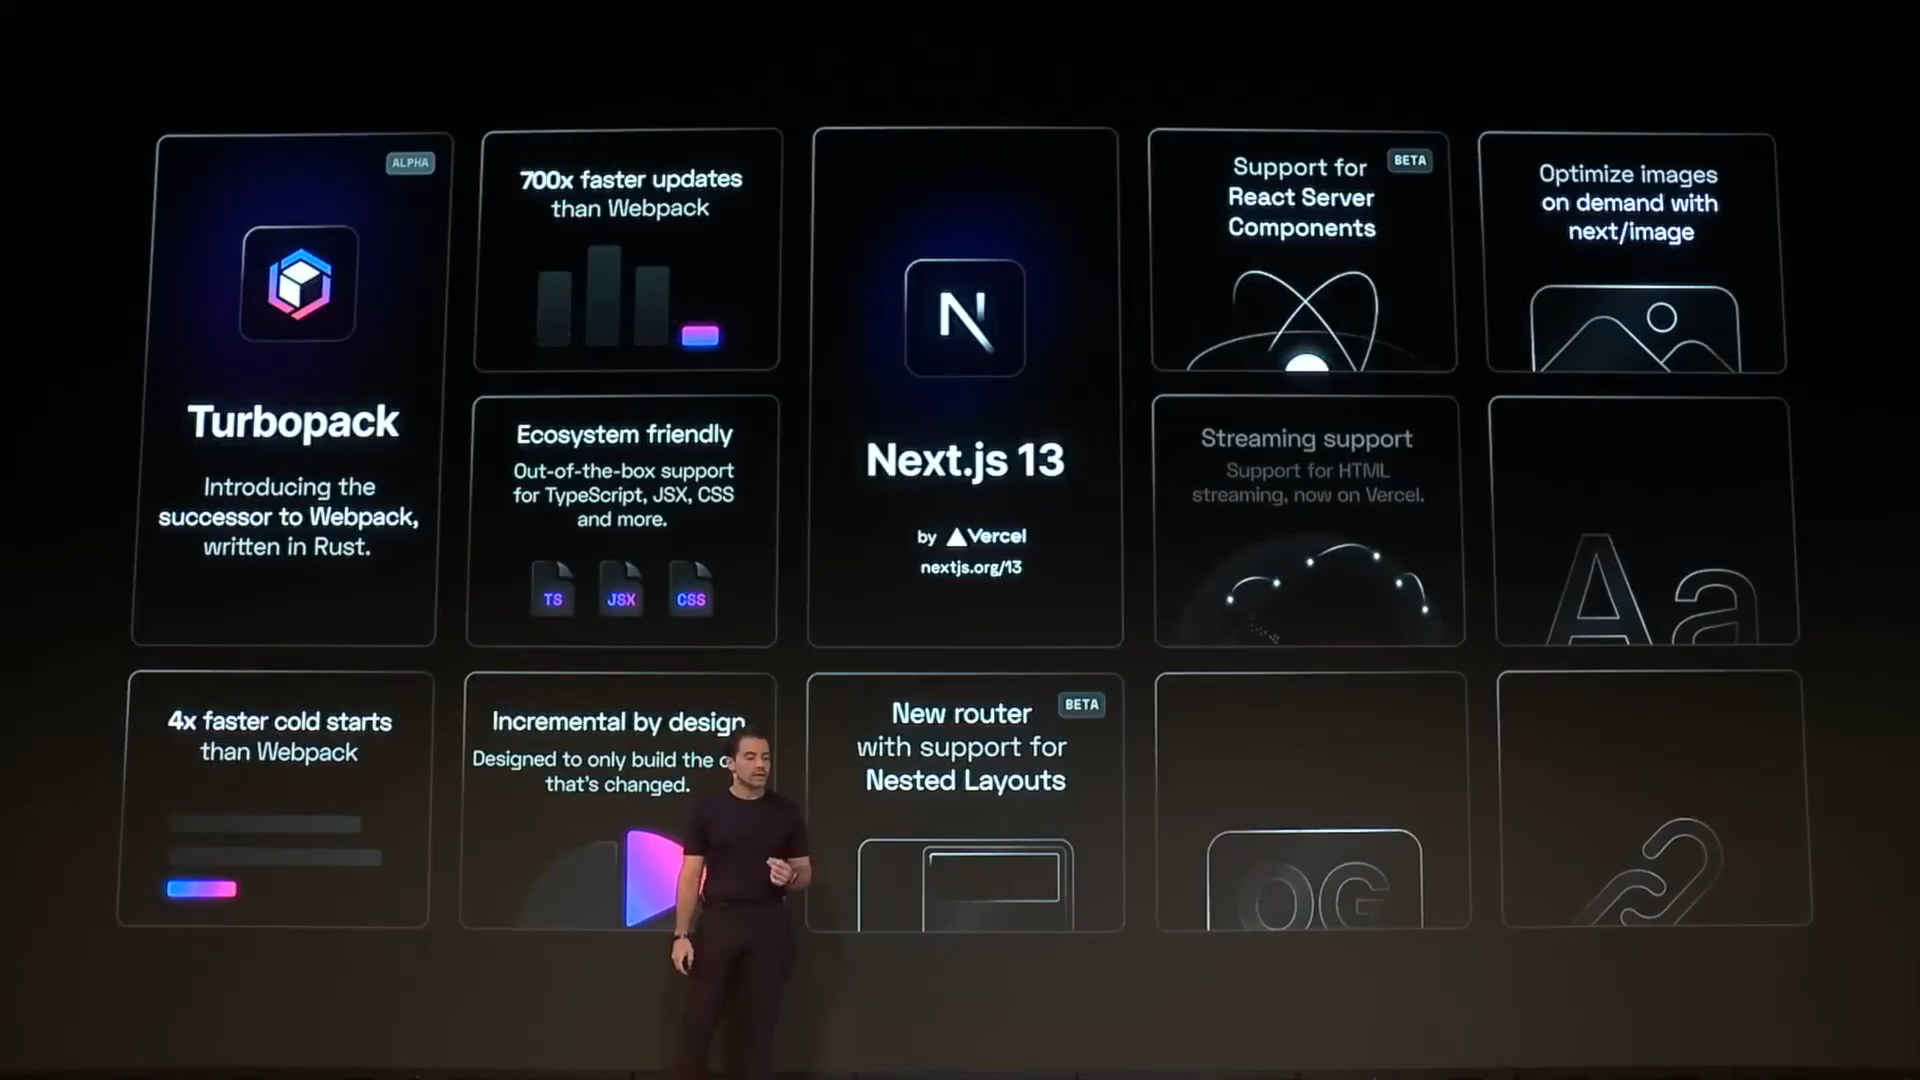 ALPHA
Turbopack
Introducing the
successor to Webpack,
written in Rust.
700x faster updates
than Webpack
Ecosystem friendly
Out-of-the-box support
for TypeScript, JSX, CSS
and more.
TS
JSX
CSS
Next.js 13
by Vercel
nextjs.org/13
BETA
Support for
React Server
Components
Optimize images
on demand with
next/image
Streaming support
Support for HTML
streaming, now on Vercel.
Aa
4x faster cold starts
than Webpack
Incremental by design
Designed to only build the
that's changed.
BETA
New router
with support for
Nested Layouts
OG